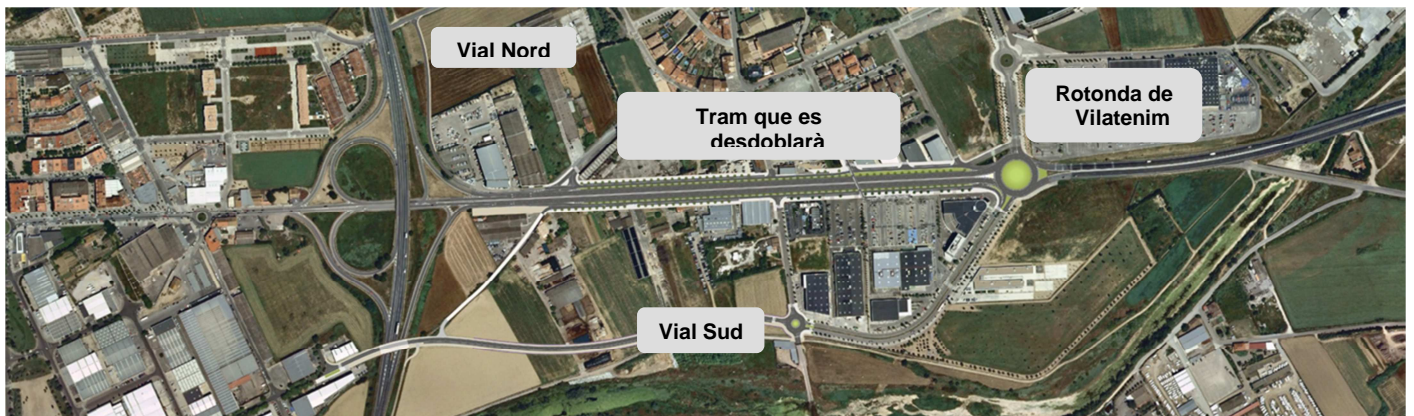 Vial Nord
Tram que es
desdoblarà
Rotonda de
Vilatenim
Vial Sud